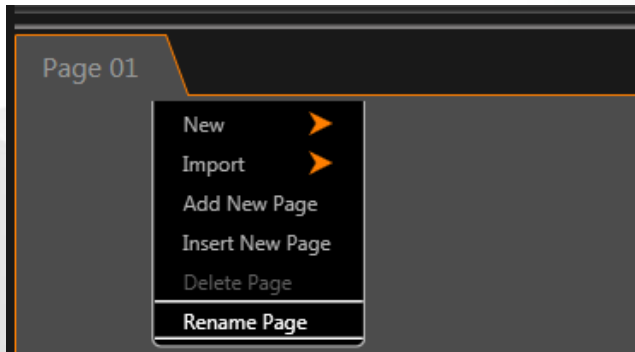 Page 01
New
Import
Add New Page
Insert New Page
Delete Page
Rename Page